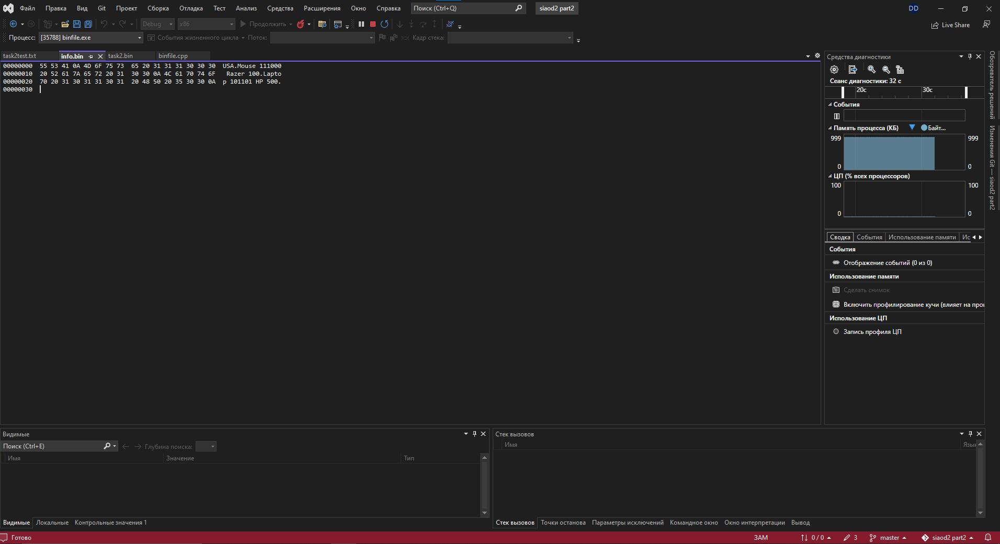 Файл Правка Вид Git Проект Сборка Отладка Тест Анализ Средства Расширения Окно Справка Поиск (Ctrl+Q) siaod2 part2 DD
Debug x86 Продолжить Live Share
Процесс: [35788] binfile.exe События жизненного цикла Поток: Кадр стека:
task2test.txt info.bin task2.bin binfile.cpp
00000000 55 53 41 0A 4D 6F 75 73 65 20 31 31 31 30 30 30 USA.Mouse 111000
00000010 20 52 61 7A 65 72 20 31 30 30 0A 4C 61 70 74 6F Razer 100.Lapto
00000020 70 20 31 30 31 31 30 31 20 48 50 20 35 30 30 0A p 101101 HP 500.
00000030
Средства диагностики
Сеанс диагностики: 32 с
20с 30с
События
Память процесса (КБ) Байт...
999 999
0 0
ЦП (% всех процессоров)
100 100
0 0
Сводка События Использование памяти Ис
События
Отображение событий (0 из 0)
Использование памяти
Сделать снимок
Включить профилирование кучи (влияет на прои
Использование ЦП
Запись профиля ЦП
Обозреватель решений
Изменения Git — siaod2 part2
Видимые
Поиск (Ctrl+E) Глубина поиска:
Имя Значение Тип
Видимые Локальные Контрольные значения 1
Стек вызовов
Имя Язык
Стек вызовов Точки останова Параметры исключений Командное окно Окно интерпретации Вывод
Готово ЗАМ 0 / 0 3 master siaod2 part2